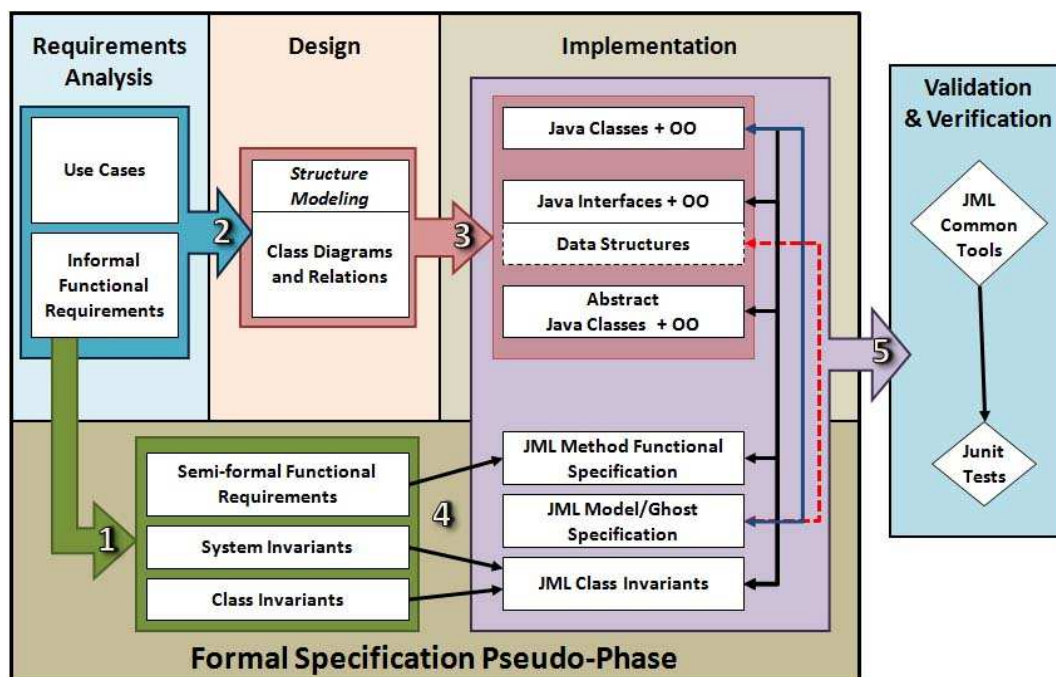 Requirements
Analysis
Use Cases
Informal
Functional
Requirements
2
Design
Structure
Modeling
Class Diagrams
and Relations
3
Implementation
Java Classes + OO
Java Interfaces + OO
Data Structures
Abstract
Java Classes + OO
5
Validation
& Verification
JML
Common
Tools
Junit
Tests
1
Semi-formal Functional
Requirements
System Invariants
Class Invariants
4
JML Method Functional
Specification
JML Model/Ghost
Specification
JML Class Invariants
Formal Specification Pseudo-Phase